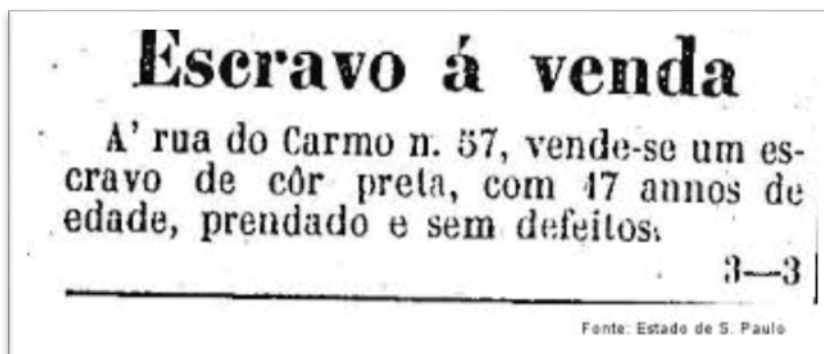 Escravo á venda
A' rua do Carmo n. 57, vende-se um es-
cravo de côr preta, com 17 annos de
edade, prendado e sem defeitos.
3—3
Fonte: Estado de S. Paulo